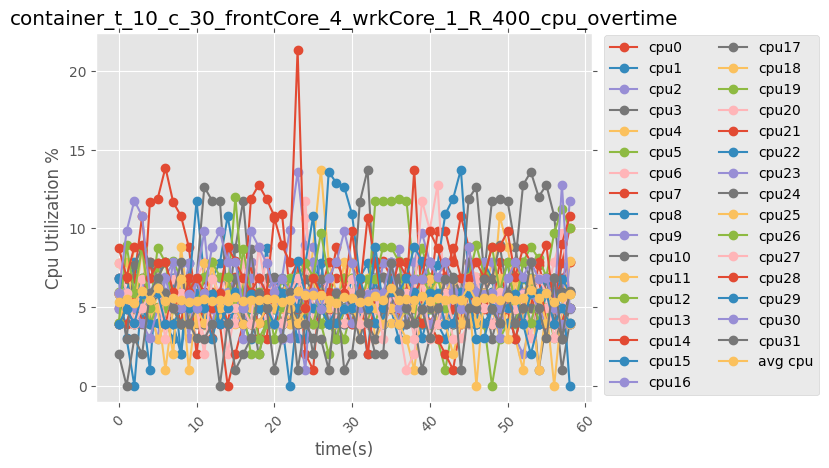 container_t_10_c_30_frontCore_4_wrkCore_1_R_400_cpu_overtime
Cpu Utilization %
20
15
10
5
0
0
10
20
30
40
50
60
time(s)
cpu0
cpu1
cpu2
cpu3
cpu4
cpu5
cpu6
cpu7
cpu8
cpu9
cpu10
cpu11
cpu12
cpu13
cpu14
cpu15
cpu16
cpu17
cpu18
cpu19
cpu20
cpu21
cpu22
cpu23
cpu24
cpu25
cpu26
cpu27
cpu28
cpu29
cpu30
cpu31
avg cpu